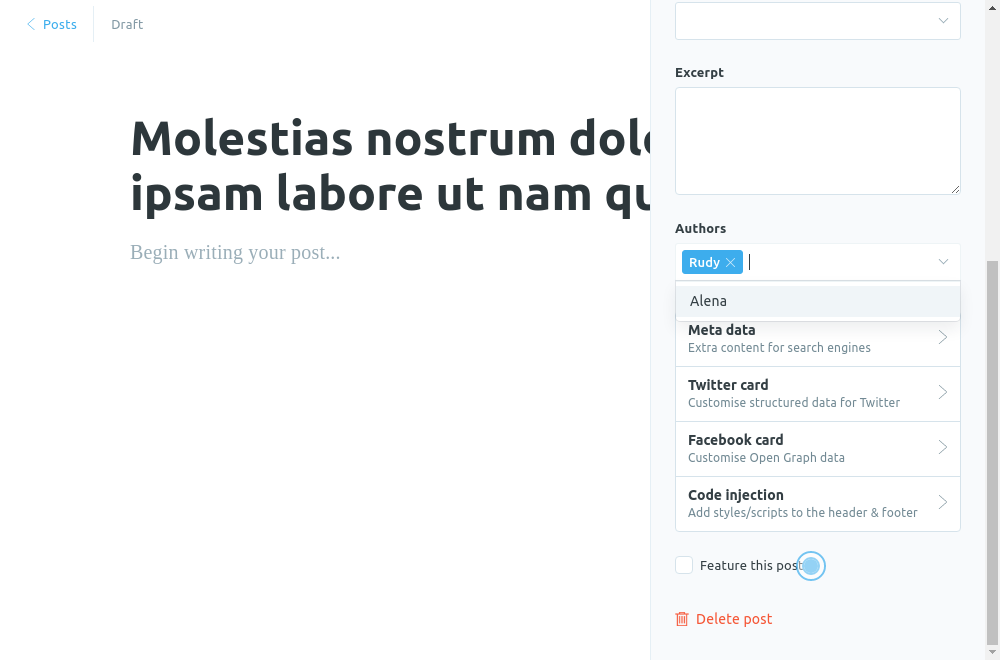 Posts
Draft
Molestias nostrum dol
ipsam labore ut nam qu
Begin writing your post...
Excerpt
Authors
Rudy
Alena
Meta data
Extra content for search engines
Twitter card
Customise structured data for Twitter
Facebook card
Customise Open Graph data
Code injection
Add styles/scripts to the header & footer
Feature this post
Delete post